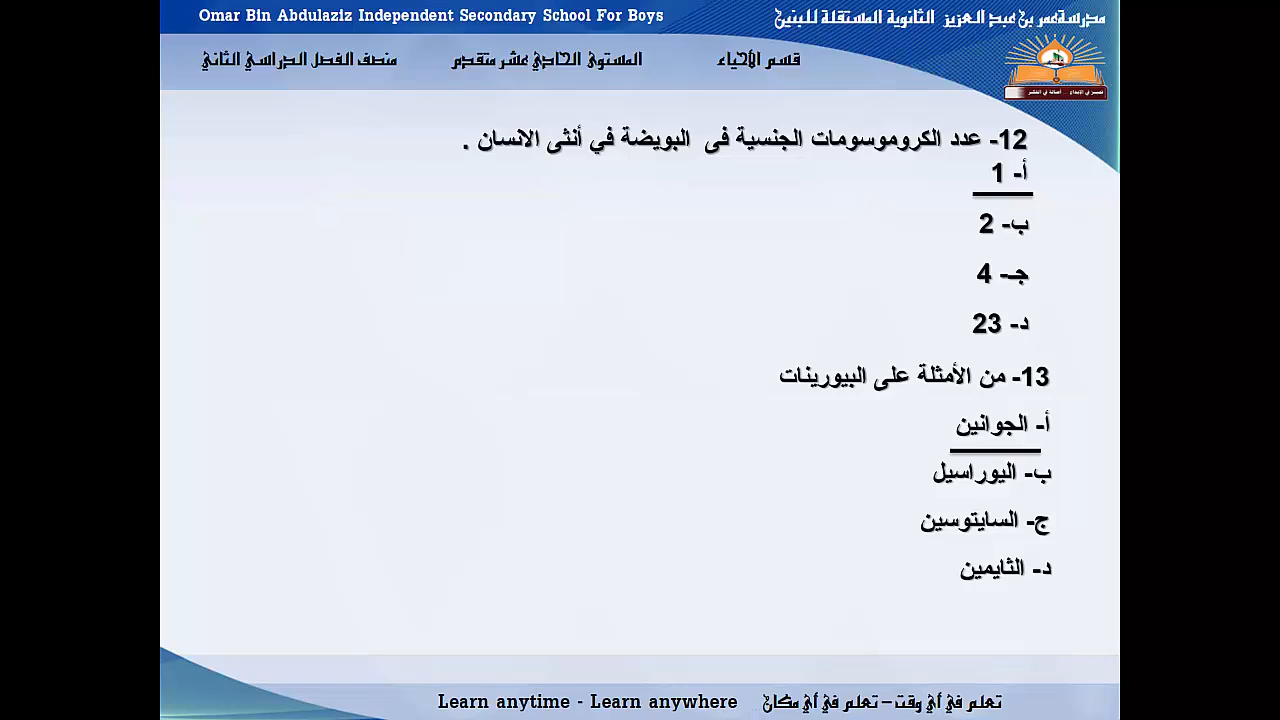 Omar Bin Abdulaziz Independent Secondary School For Boys
مدرسة عمر بن عبد العزيز الثانوية المستقلة للبنين
قسم الأحياء
المستوى الحادي عشر متقدم
منصف الفصل الدراسي الثاني
12- عدد الكروموسومات الجنسية فى البويضة في أنثى الانسان .
أ- 1
ب- 2
جـ- 4
د- 23
13- من الأمثلة على البيورينات
أ- الجوانين
ب- اليوراسيل
ج- السايتوسين
د- الثايمين
Learn anytime - Learn anywhere
تعلم في أي وقت – تعلم في أي مكان